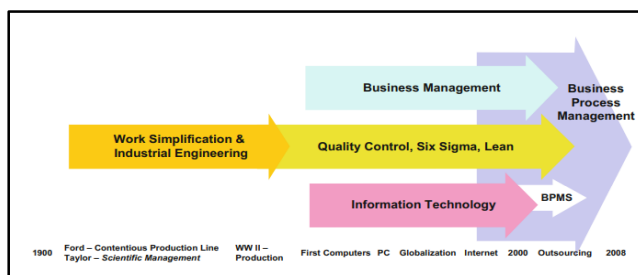 Business Management
Business
Process
Management
Work Simplification &
Industrial Engineering
Quality Control, Six Sigma, Lean
Information Technology
BPMS
1900 Ford – Contentious Production Line WW II – First Computers PC Globalization Internet 2000 Outsourcing 2008
Taylor – Scientific Management Production